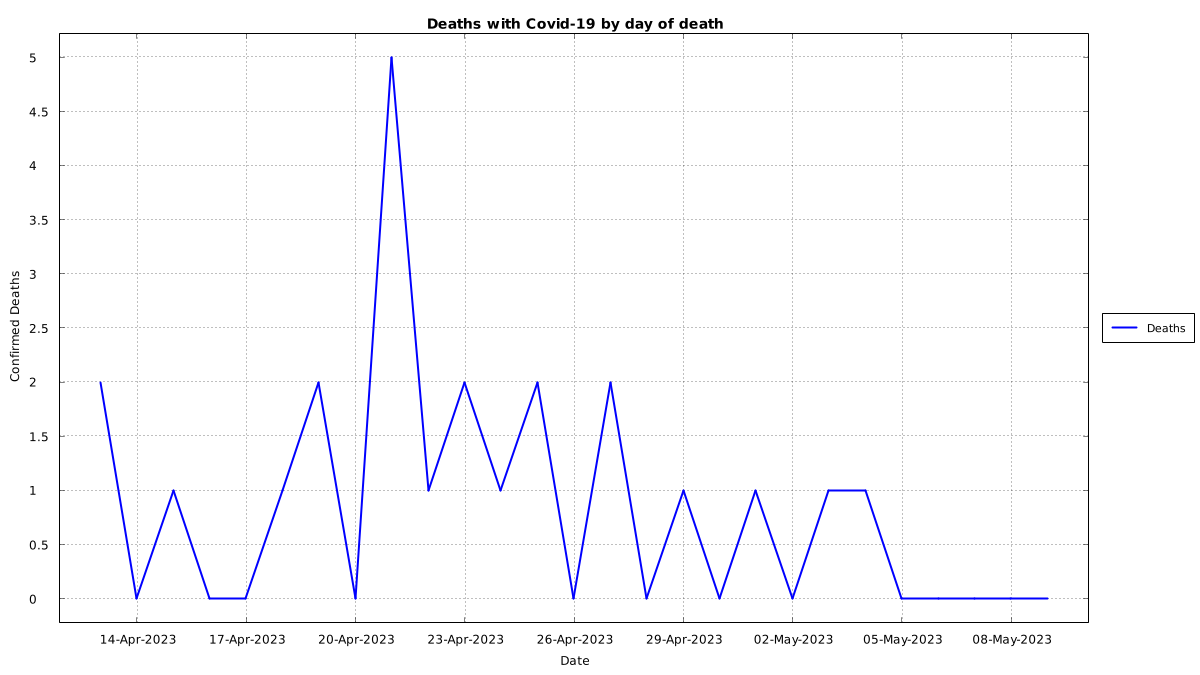 Deaths with Covid-19 by day of death
5
4.5
4
3.5
3
2.5
2
1.5
1
0.5
0
Confirmed Deaths
14-Apr-2023
17-Apr-2023
20-Apr-2023
23-Apr-2023
26-Apr-2023
29-Apr-2023
02-May-2023
05-May-2023
08-May-2023
Date
Deaths